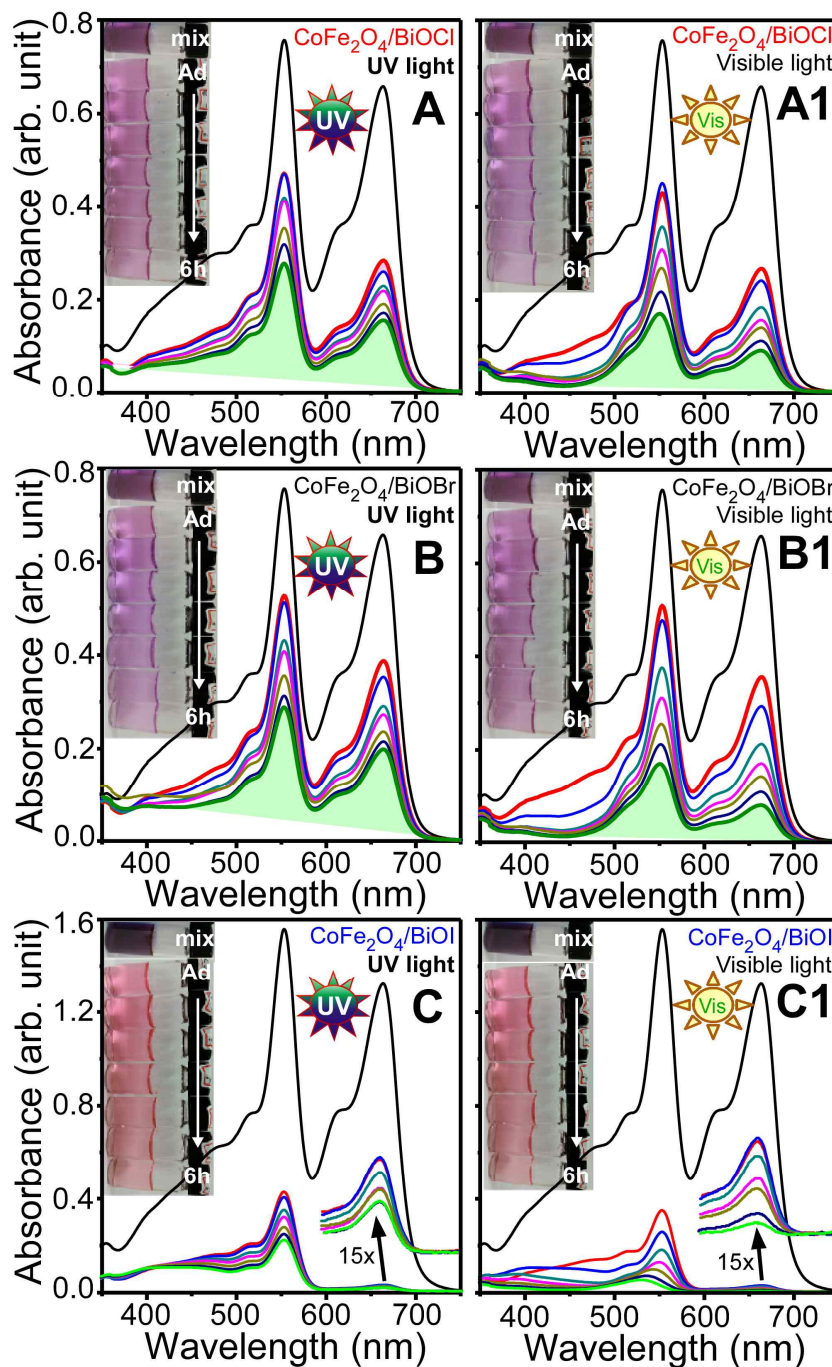 CoFe₂O₄/BiOCl
UV light
mix
Ad
6h
UV
A
0.8
0.6
0.4
0.2
0.0
Absorbance (arb. unit)
400 500 600 700
Wavelength (nm)
CoFe₂O₄/BiOCl
Visible light
mix
Ad
6h
Vis
A1
400 500 600 700
Wavelength (nm)
CoFe₂O₄/BiOBr
UV light
mix
Ad
6h
UV
B
0.8
0.6
0.4
0.2
0.0
Absorbance (arb. unit)
400 500 600 700
Wavelength (nm)
CoFe₂O₄/BiOBr
Visible light
mix
Ad
6h
Vis
B1
400 500 600 700
Wavelength (nm)
CoFe₂O₄/BiOI
UV light
mix
Ad
6h
UV
C
15x
1.6
1.2
0.8
0.4
0.0
Absorbance (arb. unit)
400 500 600 700
Wavelength (nm)
CoFe₂O₄/BiOI
Visible light
mix
Ad
6h
Vis
C1
15x
400 500 600 700
Wavelength (nm)